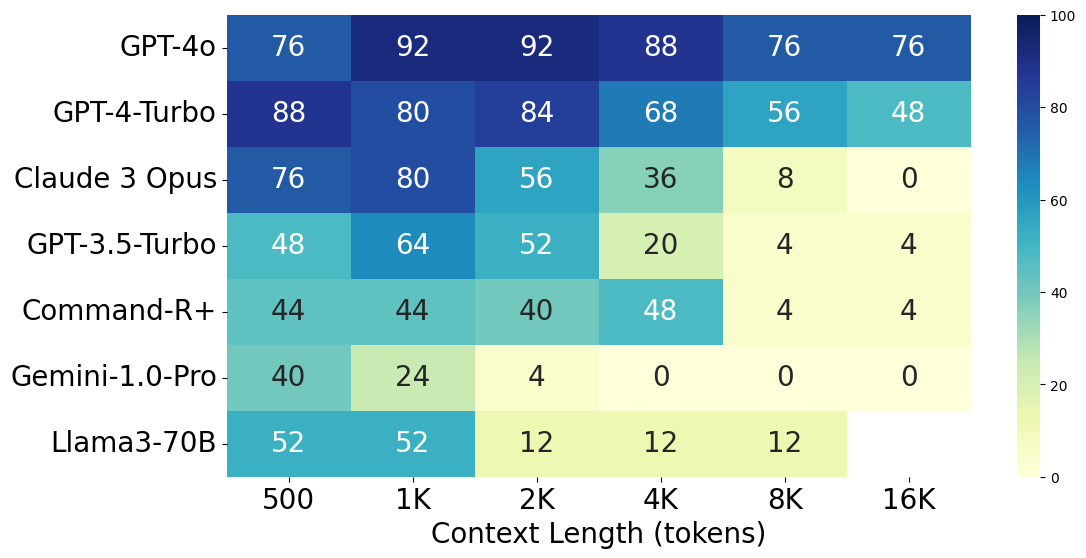 GPT-4o 76 92 92 88 76 76
GPT-4-Turbo 88 80 84 68 56 48
Claude 3 Opus 76 80 56 36 8 0
GPT-3.5-Turbo 48 64 52 20 4 4
Command-R+ 44 44 40 48 4 4
Gemini-1.0-Pro 40 24 4 0 0 0
Llama3-70B 52 52 12 12 12
500 1K 2K 4K 8K 16K
Context Length (tokens)
100
80
60
40
20
0